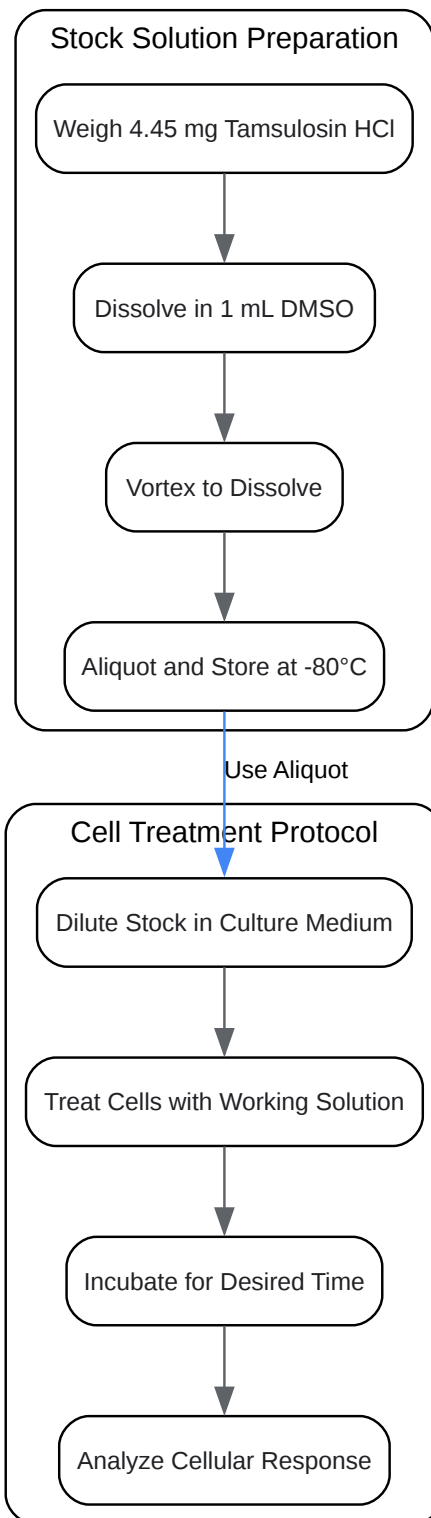 Stock Solution Preparation
Weigh 4.45 mg Tamsulosin HCl
Dissolve in 1 mL DMSO
Vortex to Dissolve
Aliquot and Store at -80°C
Use Aliquot
Cell Treatment Protocol
Dilute Stock in Culture Medium
Treat Cells with Working Solution
Incubate for Desired Time
Analyze Cellular Response